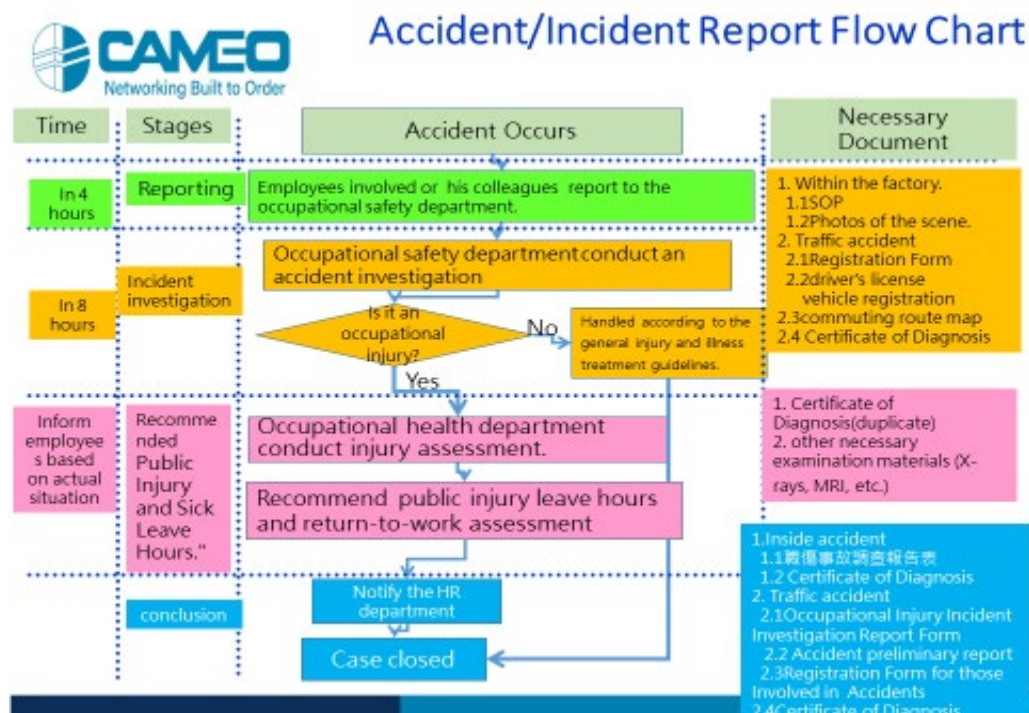 Accident/Incident Report Flow Chart
CAMEO
Networking Built to Order
Time
Stages
Accident Occurs
Necessary
Document
In 4
hours
Reporting
Employees involved or his colleagues report to the
occupational safety department.
1. Within the factory.
1.1SOP
1.2Photos of the scene.
2. Traffic accident
2.1Registration Form
2.2driver's license
vehicle registration
2.3commuting route map
2.4 Certificate of Diagnosis
In 8
hours
Incident
investigation
Occupational safety department conduct an
accident investigation
Is it an
occupational
injury?
No
Handled according to the
general injury and illness
treatment guidelines.
Yes
Inform
employee
s based
on actual
situation
Recomme
nded
Public
Injury
and Sick
Leave
Hours."
Occupational health department
conduct injury assessment.
Recommend public injury leave hours
and return-to-work assessment
1. Certificate of
Diagnosis(duplicate)
2. other necessary
examination materials (X-
rays, MRI, etc.)
conclusion
Notify the HR
department
Case closed
1.Inside accident
1.1職傷事故調查報告表
1.2 Certificate of Diagnosis
2. Traffic accident
2.1Occupational Injury Incident
Investigation Report Form
2.2 Accident preliminary report
2.3Registration Form for those
Involved in Accidents
2.4Certificate of Diagnosis